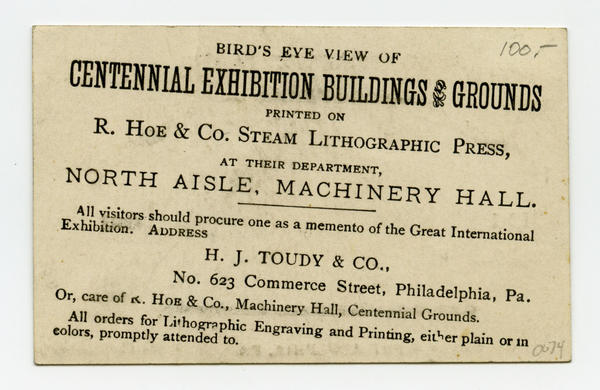 100,-
BIRD'S EYE VIEW OF
CENTENNIAL EXHIBITION BUILDINGS & GROUNDS
PRINTED ON
R. HOE & CO. STEAM LITHOGRAPHIC PRESS,
AT THEIR DEPARTMENT,
NORTH AISLE, MACHINERY HALL.
All visitors should procure one as a memento of the Great International
Exhibition. ADDRESS
H. J. TOUDY & CO.,
No. 623 Commerce Street, Philadelphia, Pa.
Or, care of R. HOE & CO., Machinery Hall, Centennial Grounds.
All orders for Lithographic Engraving and Printing, either plain or in
colors, promptly attended to.